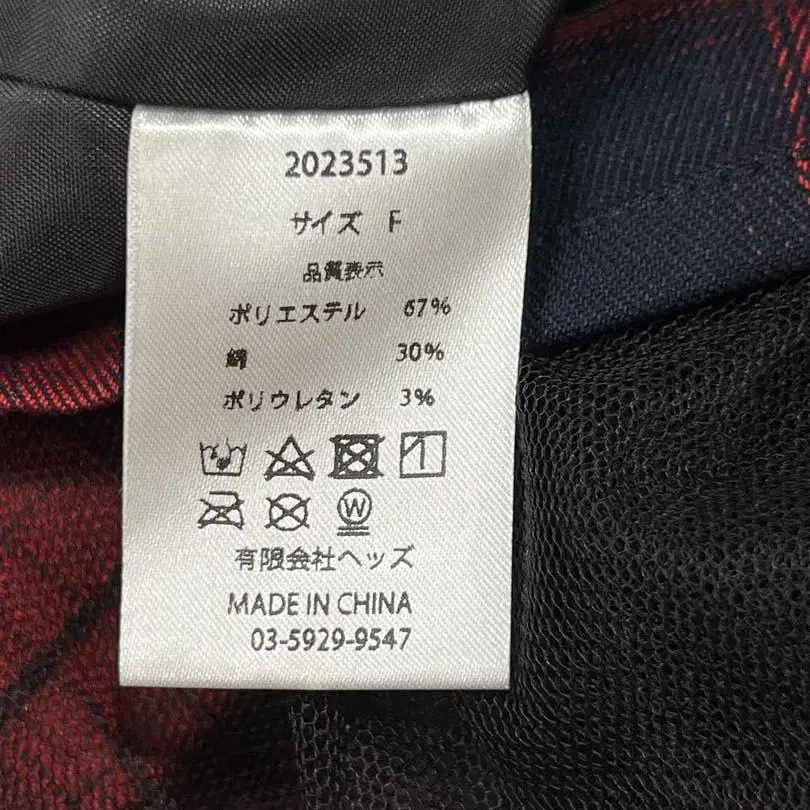 2023513
サイズ F
品質表示
ポリエステル 67%
綿 30%
ポリウレタン 3%
W
有限会社ヘッズ
MADE IN CHINA
03-5929-9547